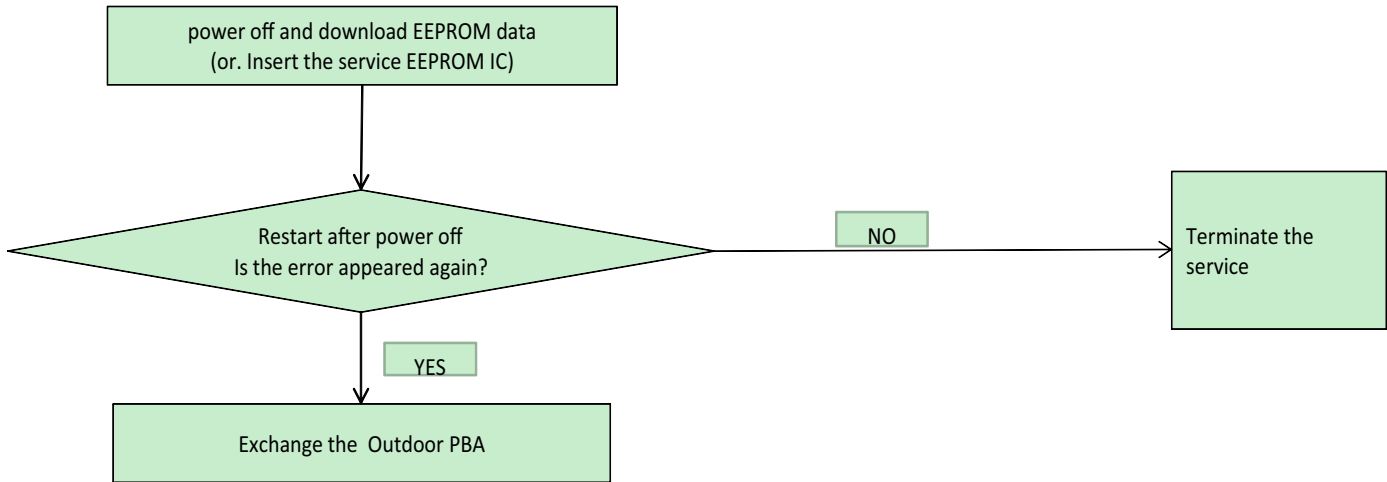 power off and download EEPROM data
(or. Insert the service EEPROM IC)
Restart after power off
Is the error appeared again?
NO
Terminate the
service
YES
Exchange the Outdoor PBA